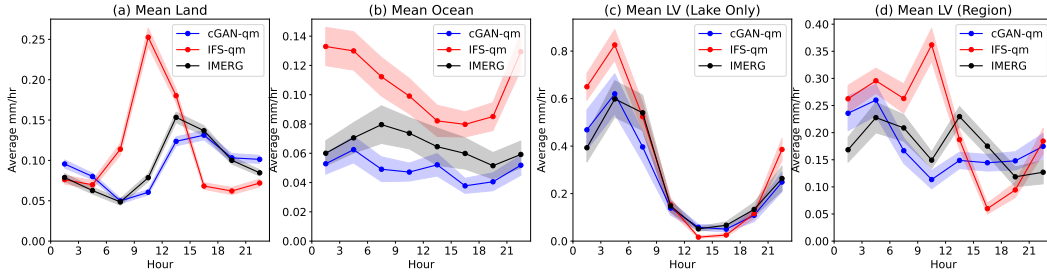 (a) Mean Land
cGAN-qm
IFS-qm
IMERG
Average mm/hr
0.25
0.20
0.15
0.10
0.05
0.00
0 3 6 9 12 15 18 21
Hour
(b) Mean Ocean
cGAN-qm
IFS-qm
IMERG
Average mm/hr
0.14
0.12
0.10
0.08
0.06
0.04
0.02
0.00
0 3 6 9 12 15 18 21
Hour
(c) Mean LV (Lake Only)
cGAN-qm
IFS-qm
IMERG
Average mm/hr
0.8
0.6
0.4
0.2
0.0
0 3 6 9 12 15 18 21
Hour
(d) Mean LV (Region)
cGAN-qm
IFS-qm
IMERG
Average mm/hr
0.40
0.35
0.30
0.25
0.20
0.15
0.10
0.05
0.00
0 3 6 9 12 15 18 21
Hour